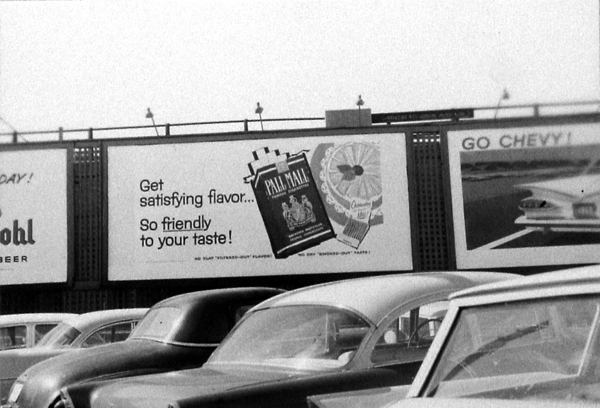 DAY!
ohl
BEER
Get
satisfying flavor...
So friendly
to your taste!
PALL MALL
NO FLAT "FILTERED-OUT" FLAVOR!
NO DRY "SMOKED-OUT" TASTE!
GO CHEVY!